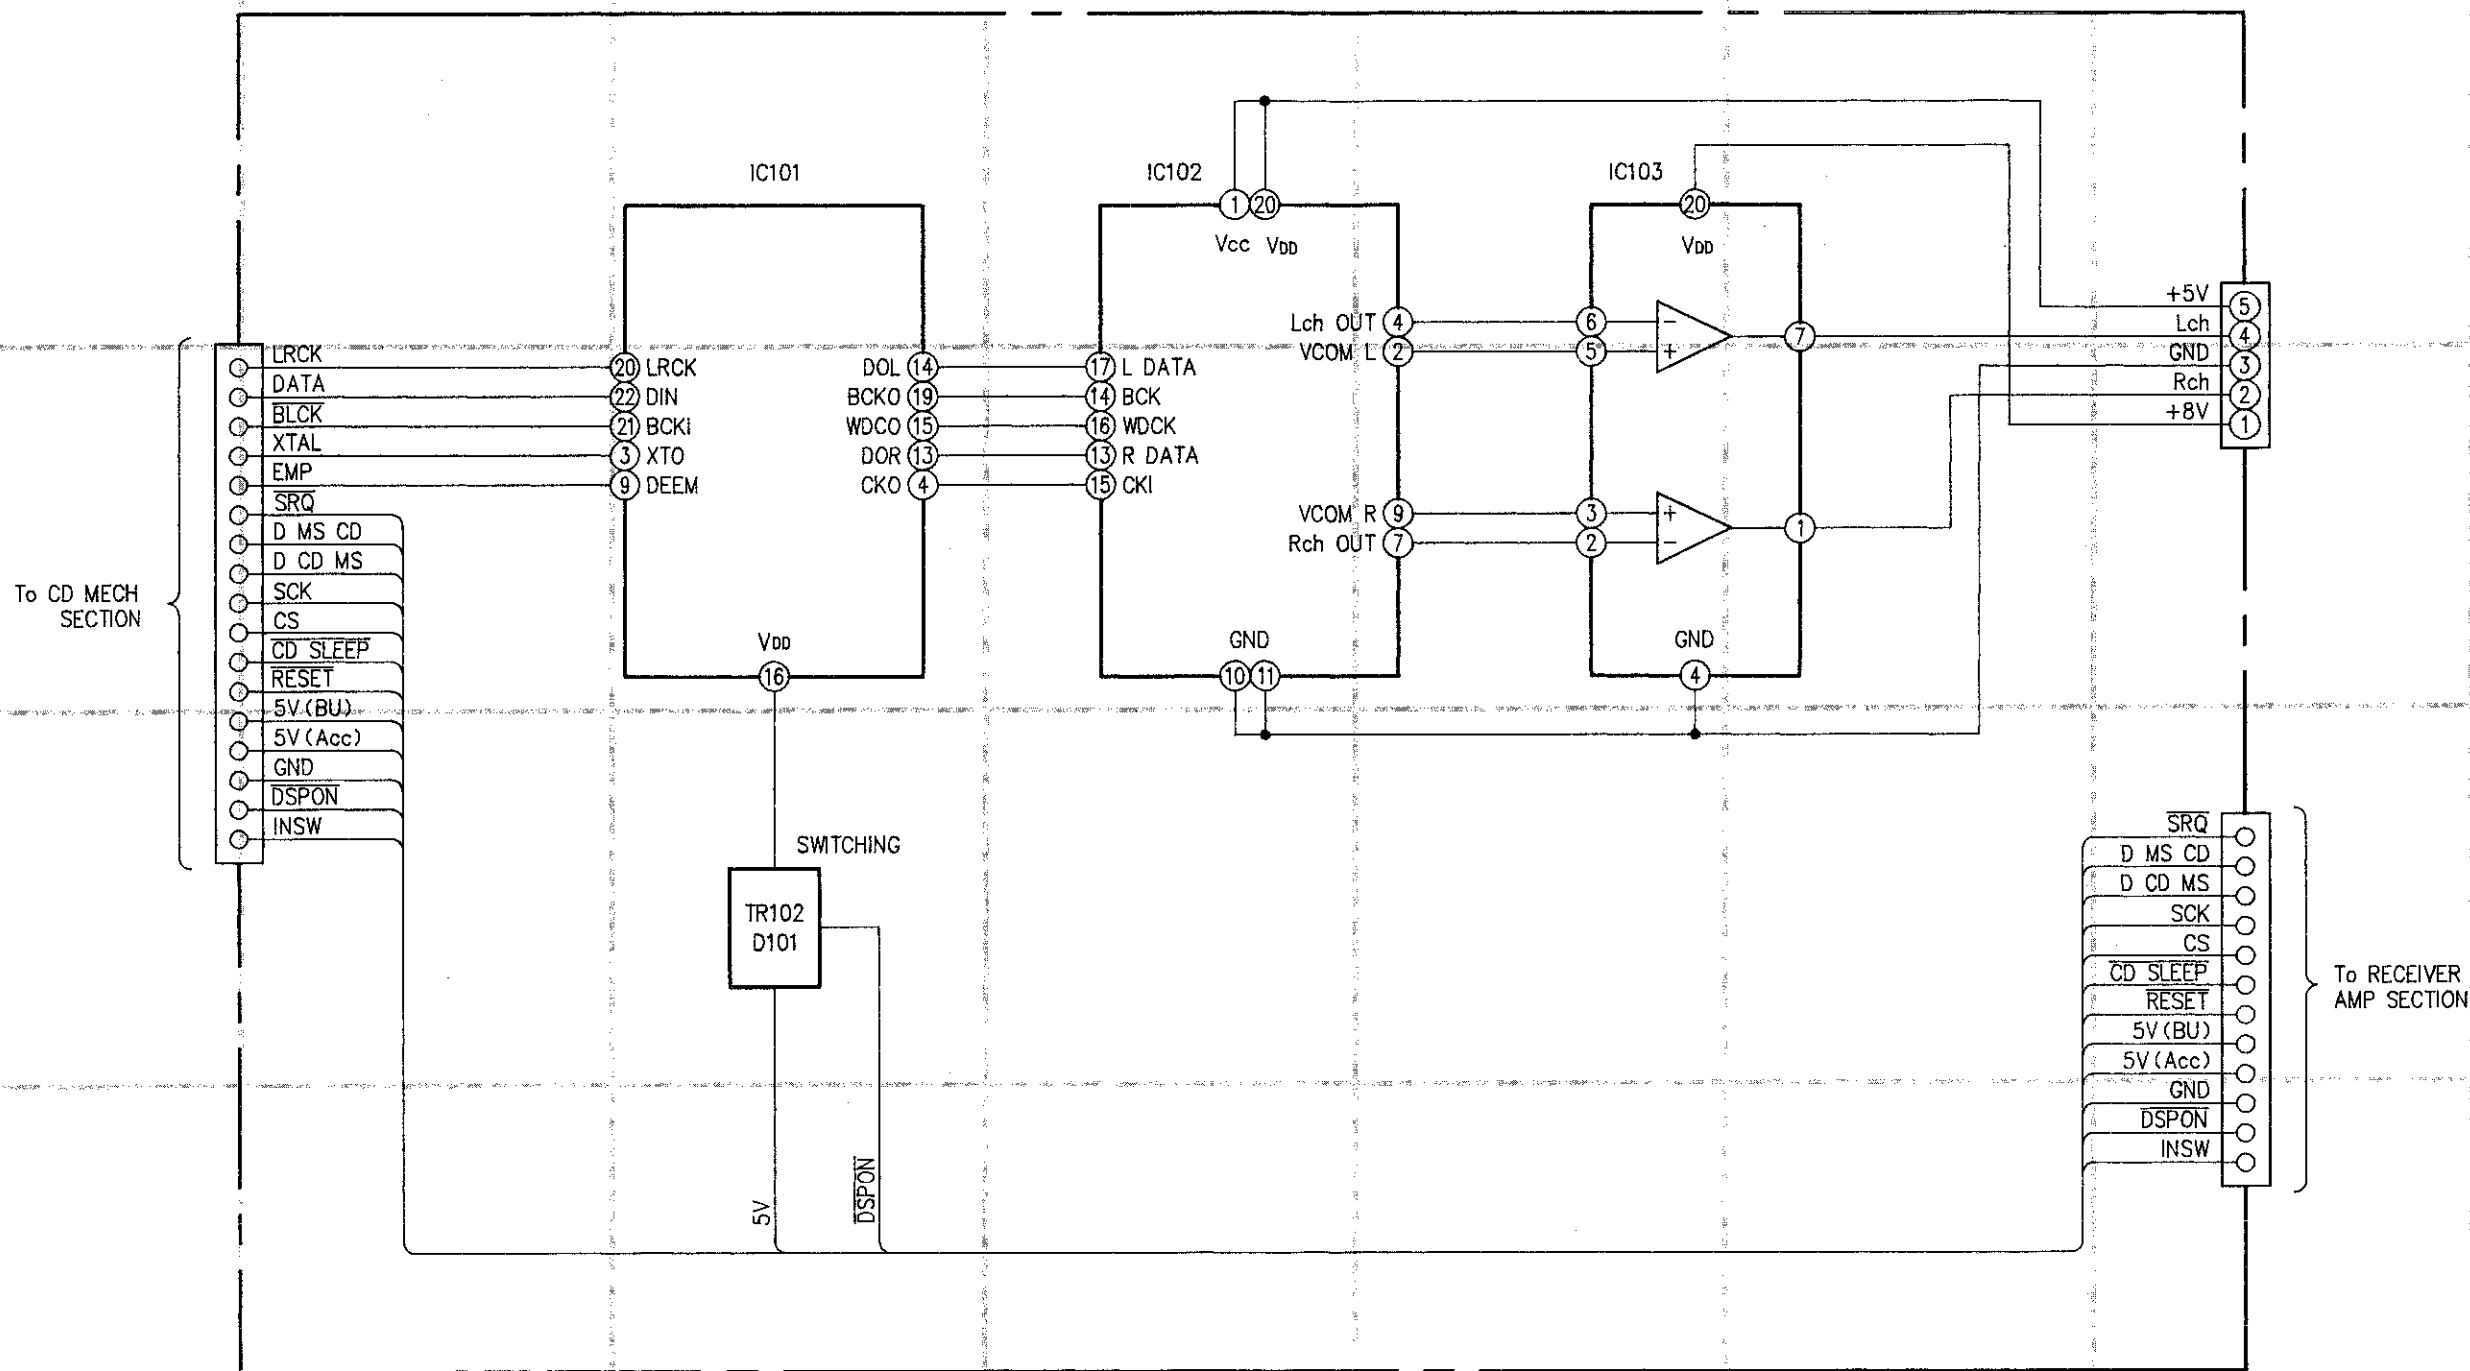 IC101
IC102
IC103
1 20
Vcc VDD
20
VDD
To CD MECH
SECTION
LRCK
DATA
BLCK
XTAL
EMP
SRQ
D MS CD
D CD MS
SCK
CS
CD SLEEP
RESET
5V(BU)
5V(Acc)
GND
DSPON
INSW
20 LRCK
22 DIN
21 BCKI
3 XTO
9 DEEM
DOL 14
BCKO 19
WDCO 15
DOR 13
CKO 4
VDD
16
17 L DATA
14 BCK
16 WDCK
13 R DATA
15 CKI
Lch OUT 4
VCOM L 2
VCOM R 9
Rch OUT 7
GND
10 11
6 −
5 +
7
3 +
2 −
1
GND
4
+5V 5
Lch 4
GND 3
Rch 2
+8V 1
SWITCHING
TR102
D101
5V
DSPON
SRQ
D MS CD
D CD MS
SCK
CS
CD SLEEP
RESET
5V(BU)
5V(Acc)
GND
DSPON
INSW
To RECEIVER
AMP SECTION